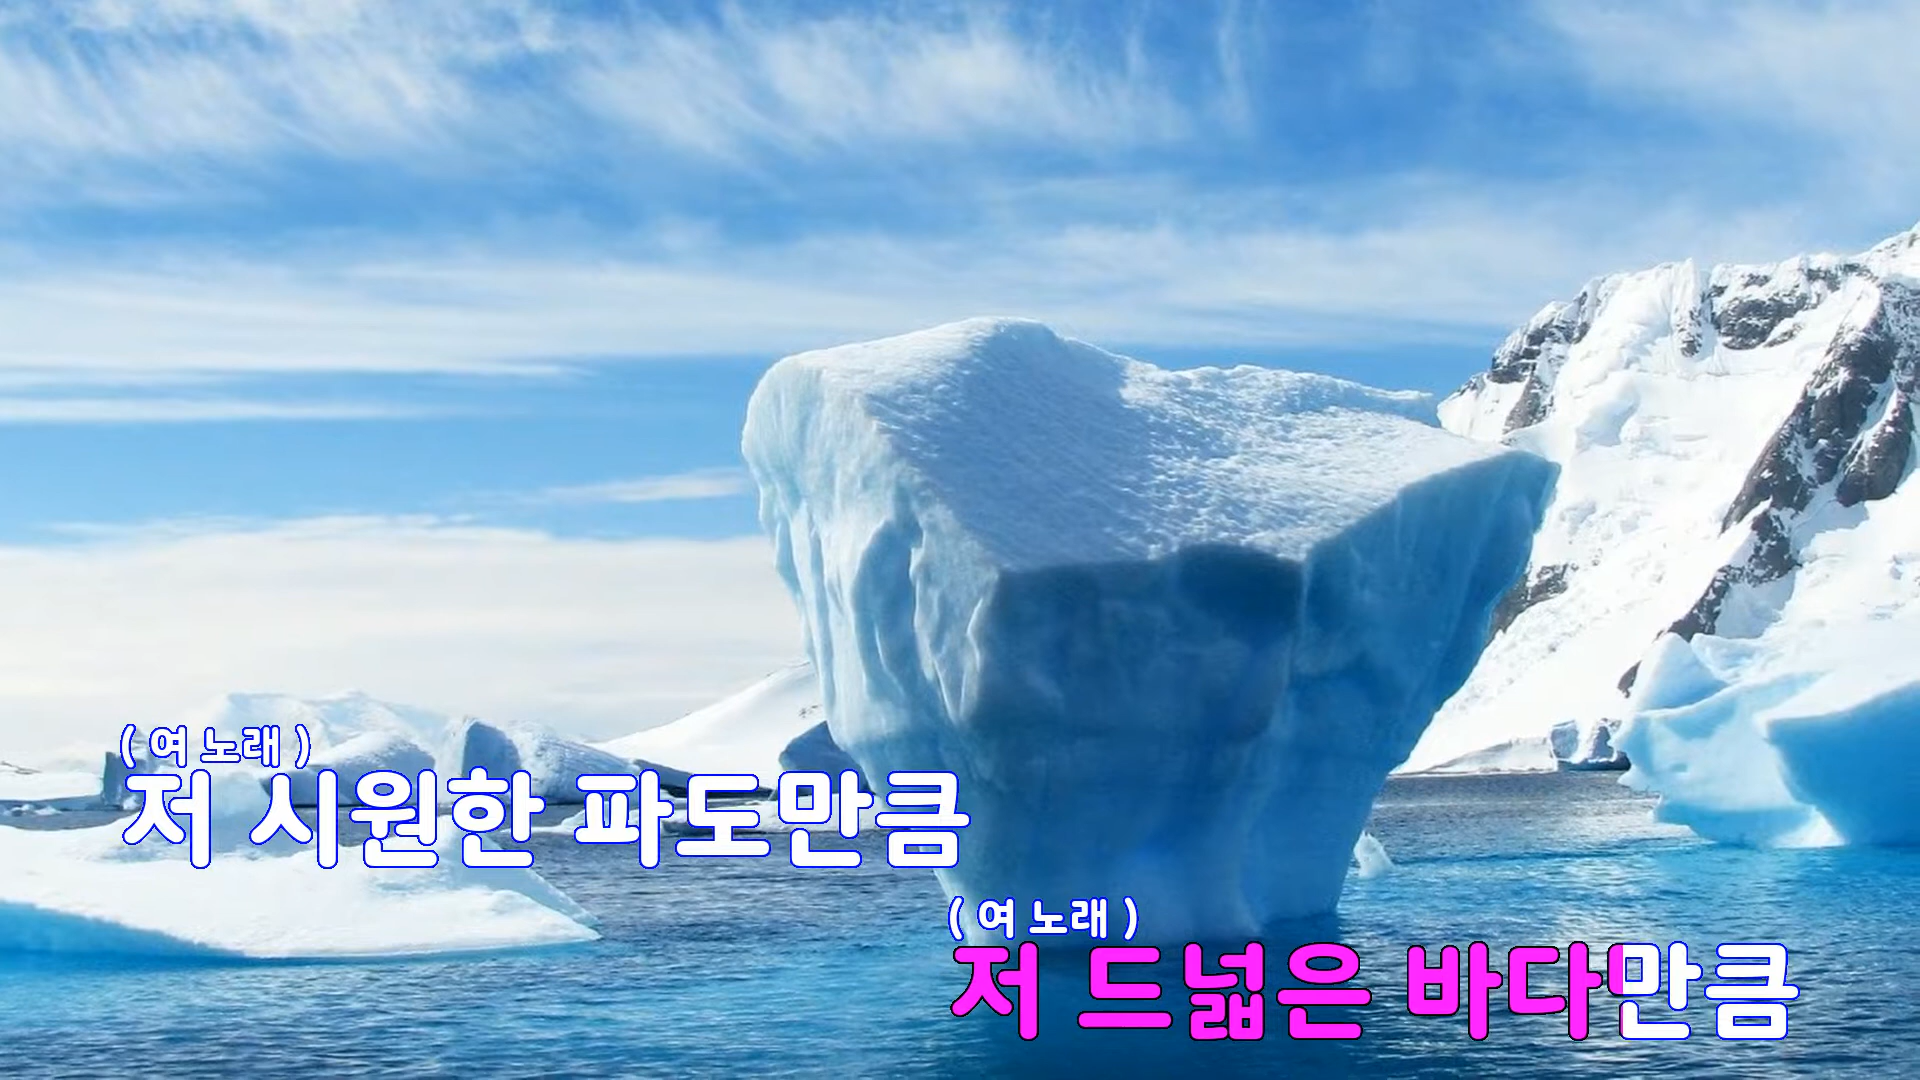 ( 여 노래 )
저 시원한 파도만큼
( 여 노래 )
저 드넓은 바다만큼